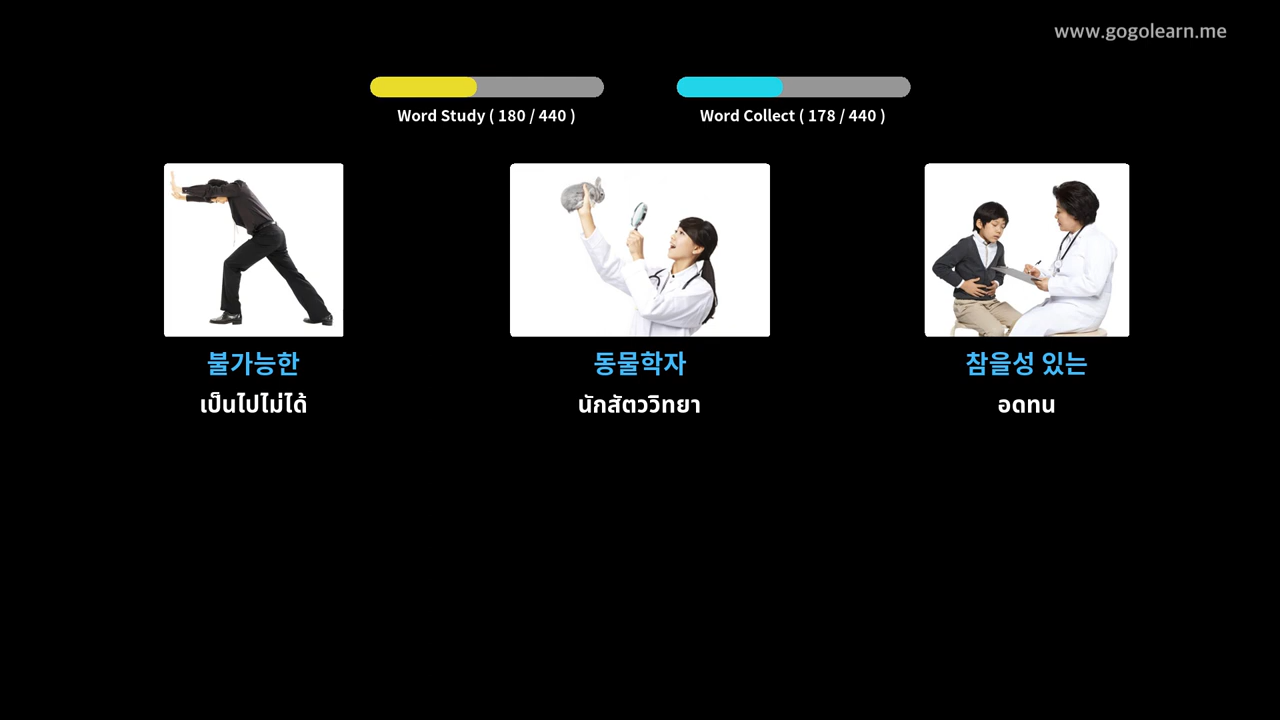 www.gogolearn.me
Word Study ( 180 / 440 )
Word Collect ( 178 / 440 )
불가능한
동물학자
참을성 있는
เป็นไปไม่ได้
นักสัตววิทยา
อดทน